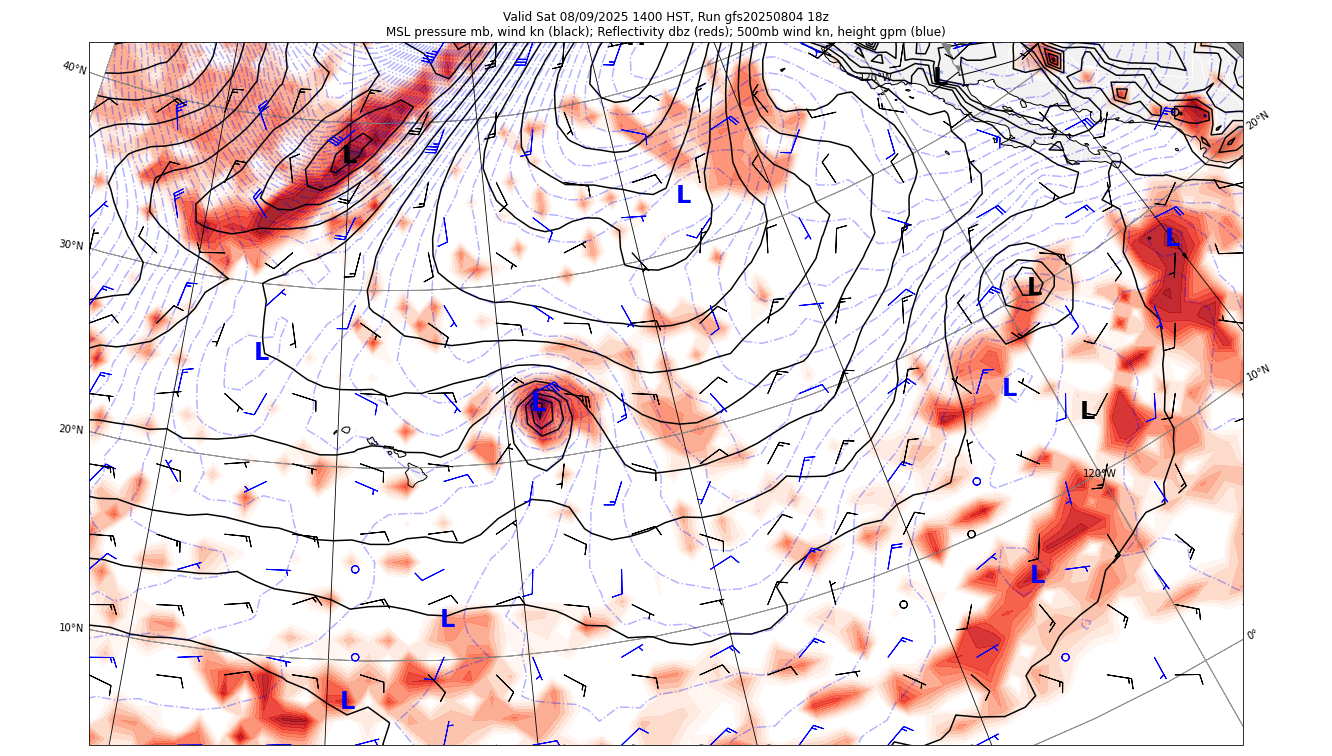 Valid Sat 08/09/2025 1400 HST, Run gfs20250804 18z
MSL pressure mb, wind kn (black); Reflectivity dbz (reds); 500mb wind kn, height gpm (blue)
40°N
120°W
L
20°N
L
L
30°N
L
L
L
10°N
L
L
L
L
20°N
120°W
L
10°N
L
0°
L